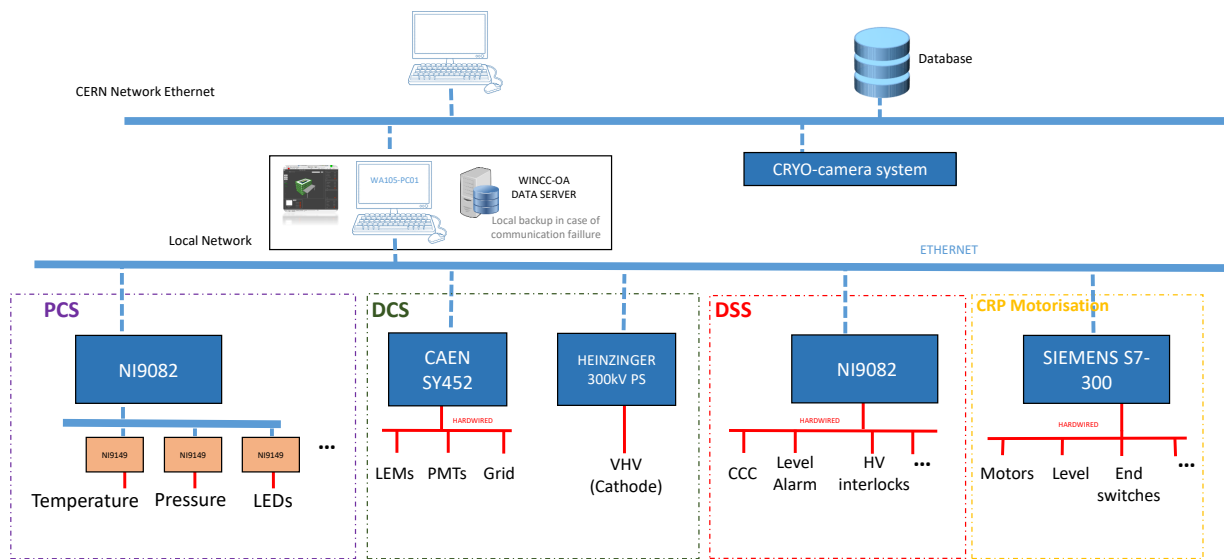 Database
CERN Network Ethernet
CRYO-camera system
WA105-PC01
WINCC-OA
DATA SERVER
Local backup in case of
communication faillure
Local Network
ETHERNET
PCS
NI9082
NI9149
NI9149
NI9149
...
Temperature
Pressure
LEDs
DCS
CAEN
SY452
HARDWIRED
LEMs
PMTs
Grid
HEINZINGER
300kV PS
VHV
(Cathode)
DSS
NI9082
HARDWIRED
CCC
Level
Alarm
HV
interlocks
...
CRP Motorisation
SIEMENS S7-
300
HARDWIRED
Motors
Level
End
switches
...